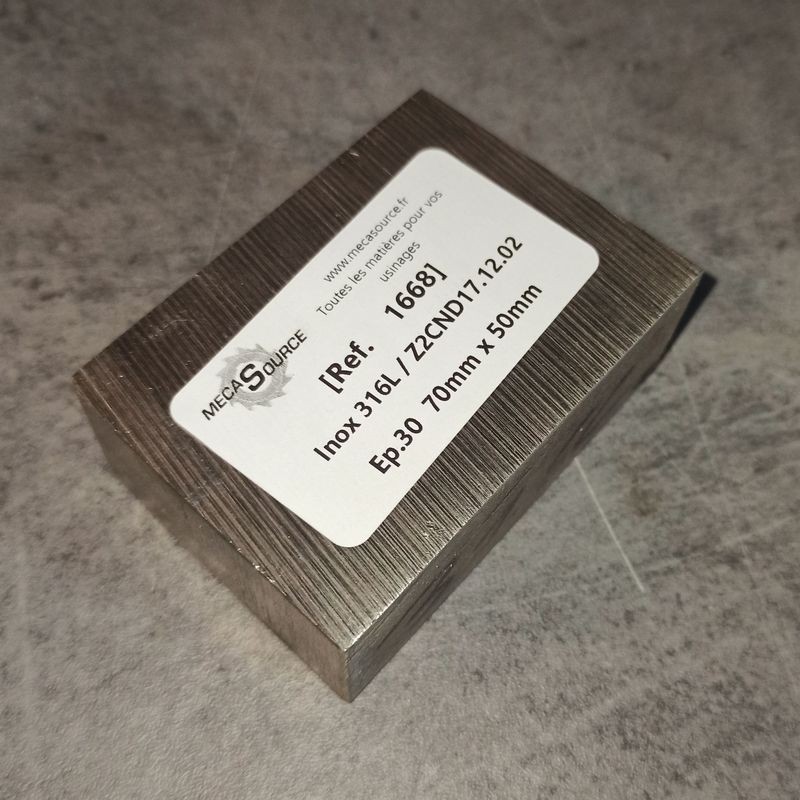 MECASOURCE
www.mecasource.fr
Toutes les matières pour vos
usinages
[Ref. 1668]
Inox 316L / Z2CND17.12.02
Ep.30 70mm x 50mm